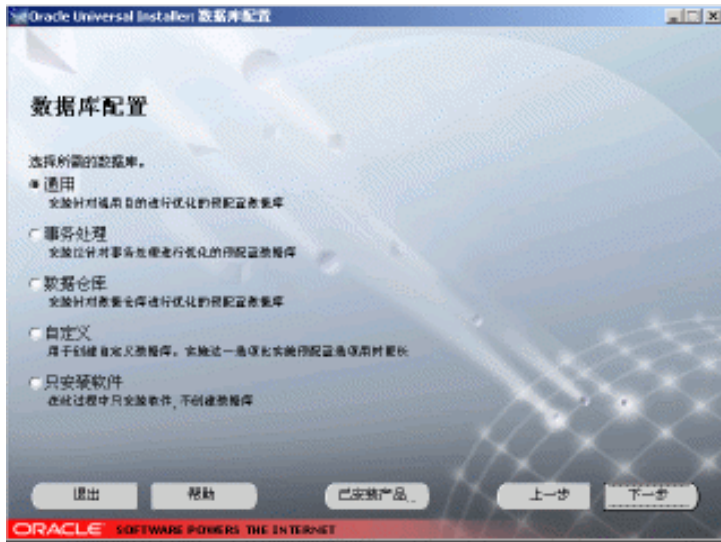 Oracle Universal Installer: 数据库配置
数据库配置
选择所需的数据库。
通用
安装针对通用目的进行优化的预配置数据库
事务处理
安装针对事务处理进行优化的预配置数据库
数据仓库
安装针对数据仓库进行优化的预配置数据库
自定义
用于创建自定义数据库。安装这一选项比安装预配置选项用时更长
只安装软件
在此过程中只安装软件, 不创建数据库
退出
帮助
已安装产品...
上一步
下一步
ORACLE SOFTWARE POWERS THE INTERNET